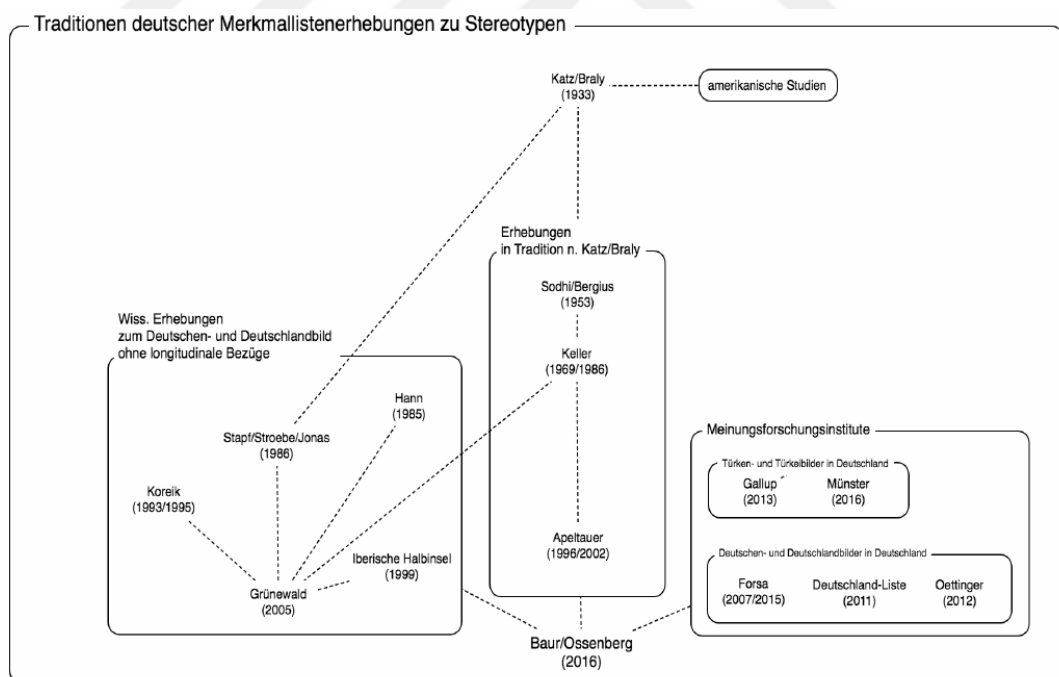 Traditionen deutscher Merkmallistenerhebungen zu Stereotypen
Katz/Braly
(1933)
amerikanische Studien
Erhebungen
in Tradition n. Katz/Braly
Sodhi/Bergius
(1953)
Keller
(1969/1986)
Apeltauer
(1996/2002)
Wiss. Erhebungen
zum Deutschen- und Deutschlandbild
ohne longitudinale Bezüge
Hann
(1985)
Stapf/Stroebe/Jonas
(1986)
Koreik
(1993/1995)
Iberische Halbinsel
(1999)
Grünewald
(2005)
Meinungsforschungsinstitute
Türken- und Türkeibilder in Deutschland
Gallup
(2013)
Münster
(2016)
Deutschen- und Deutschlandbilder in Deutschland
Forsa
(2007/2015)
Deutschland-Liste
(2011)
Oettinger
(2012)
Baur/Ossenberg
(2016)